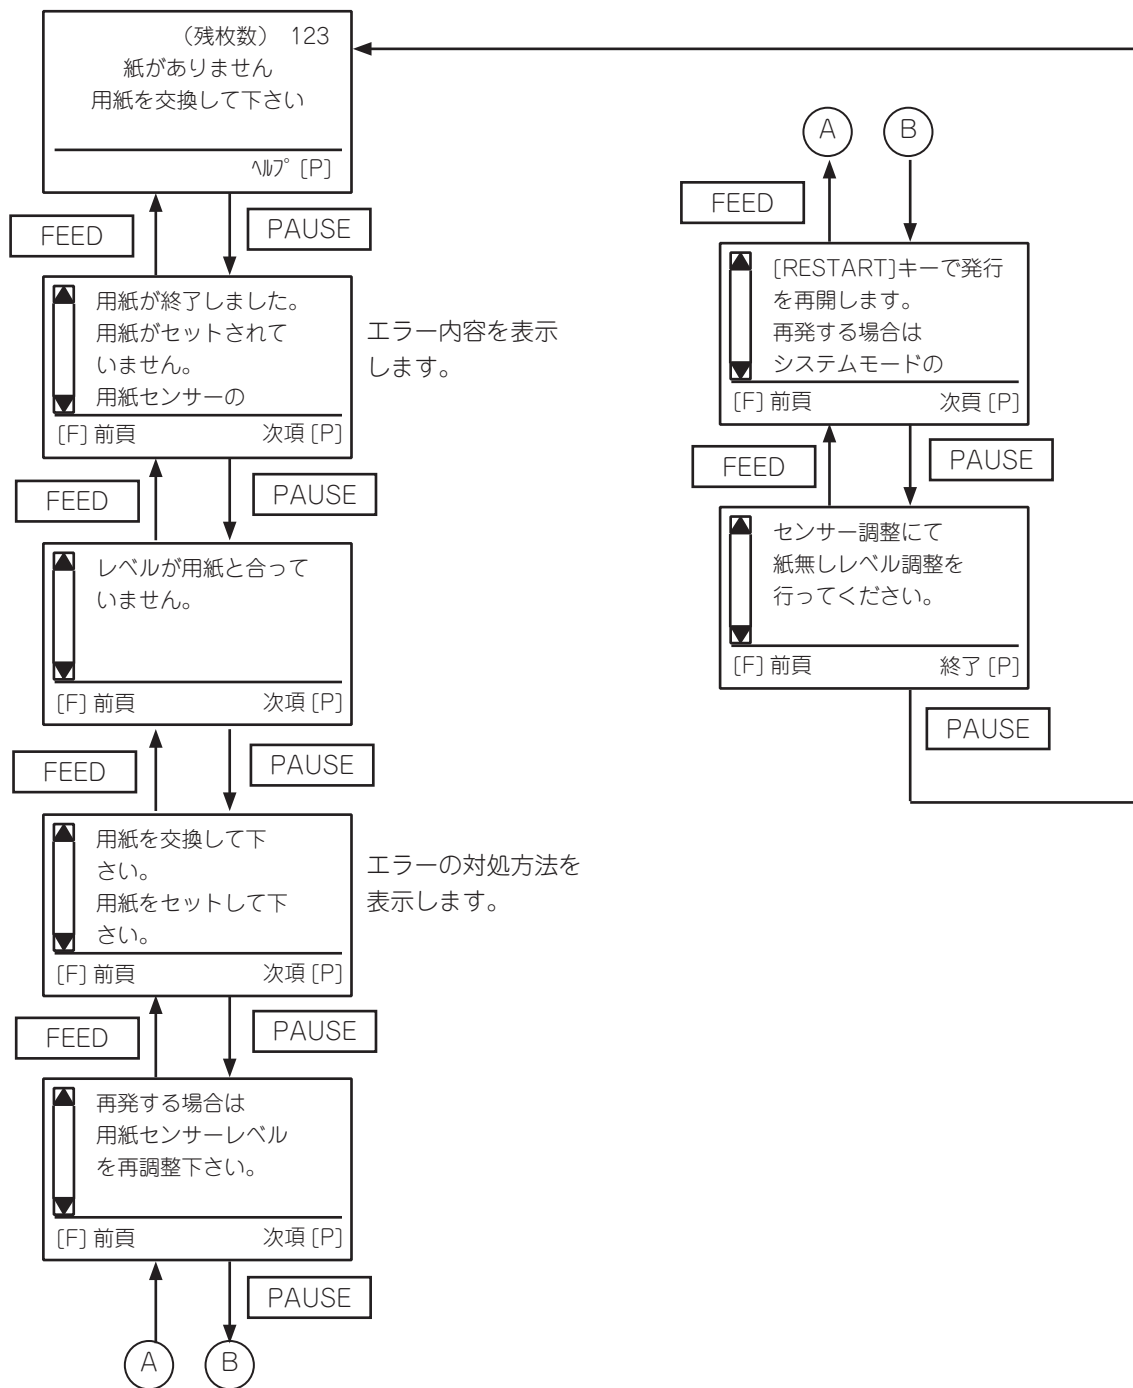 （残枚数） 123
紙がありません
用紙を交換して下さい
ﾍﾙﾌﾟ [P]
FEED
PAUSE
用紙が終了しました。
用紙がセットされて
いません。
用紙センサーの
[F] 前頁 次項 [P]
エラー内容を表示
します。
FEED
PAUSE
レベルが用紙と合って
いません。
[F] 前頁 次項 [P]
FEED
PAUSE
用紙を交換して下
さい。
用紙をセットして下
さい。
[F] 前頁 次項 [P]
エラーの対処方法を
表示します。
FEED
PAUSE
再発する場合は
用紙センサーレベル
を再調整下さい。
[F] 前頁 次項 [P]
PAUSE
A B
A B
FEED
[RESTART]キーで発行
を再開します。
再発する場合は
システムモードの
[F] 前頁 次頁 [P]
FEED
PAUSE
センサー調整にて
紙無しレベル調整を
行ってください。
[F] 前頁 終了 [P]
PAUSE